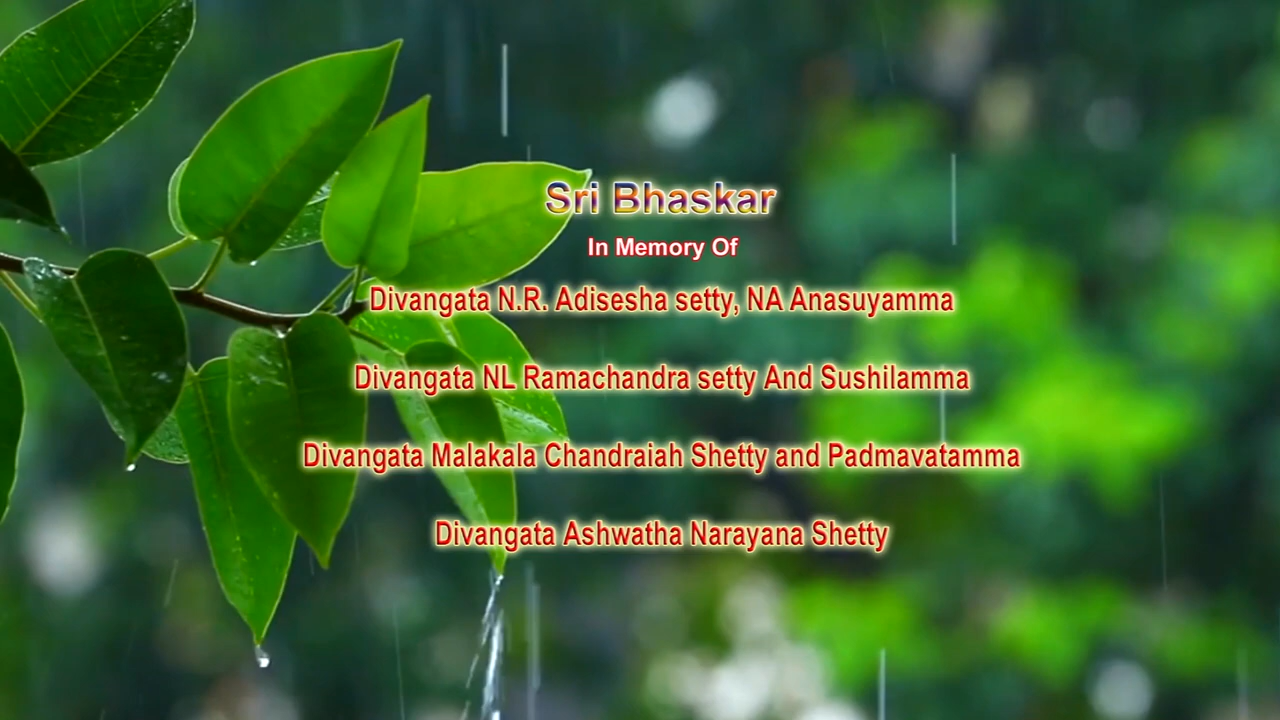 Sri Bhaskar
In Memory Of
Divangata N.R. Adisesha setty, NA Anasuyamma
Divangata NL Ramachandra setty And Sushilamma
Divangata Malakala Chandraiah Shetty and Padmavatamma
Divangata Ashwatha Narayana Shetty